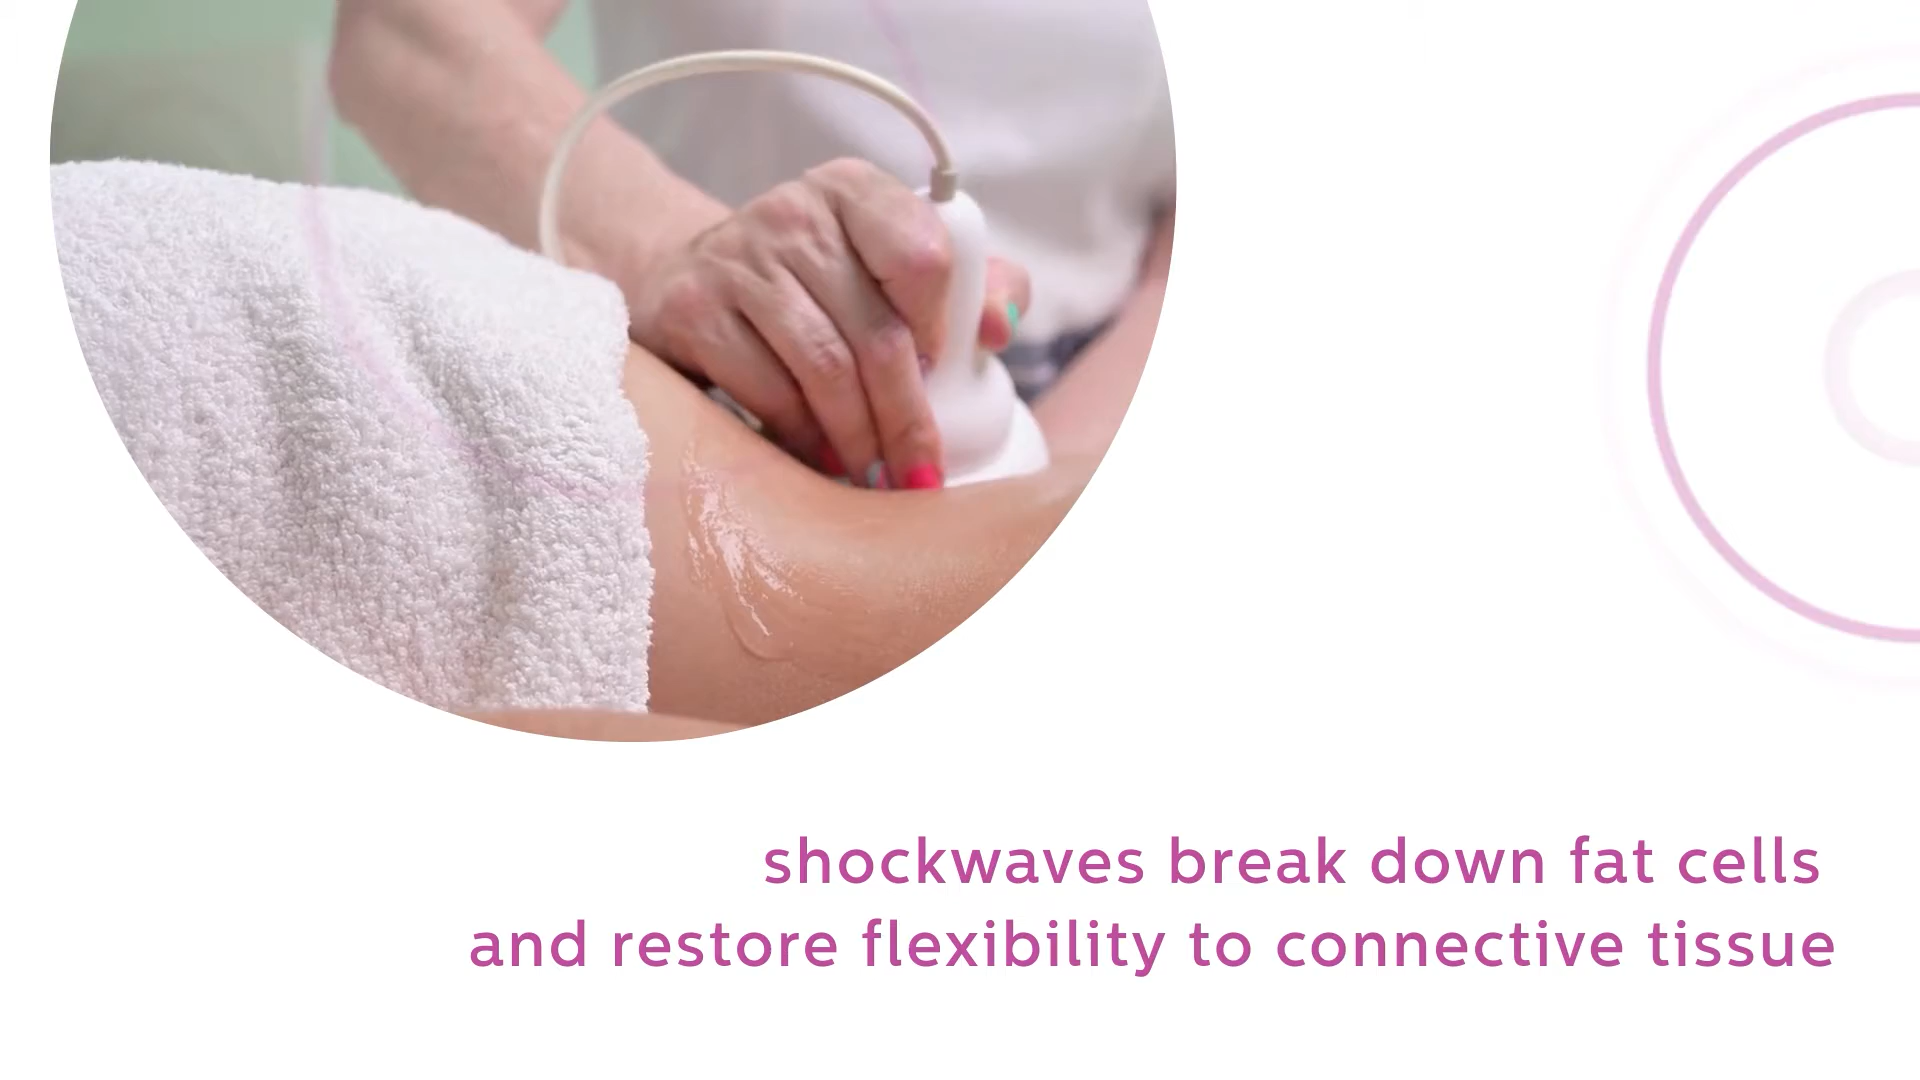 shockwaves break down fat cells
and restore flexibility to connective tissue